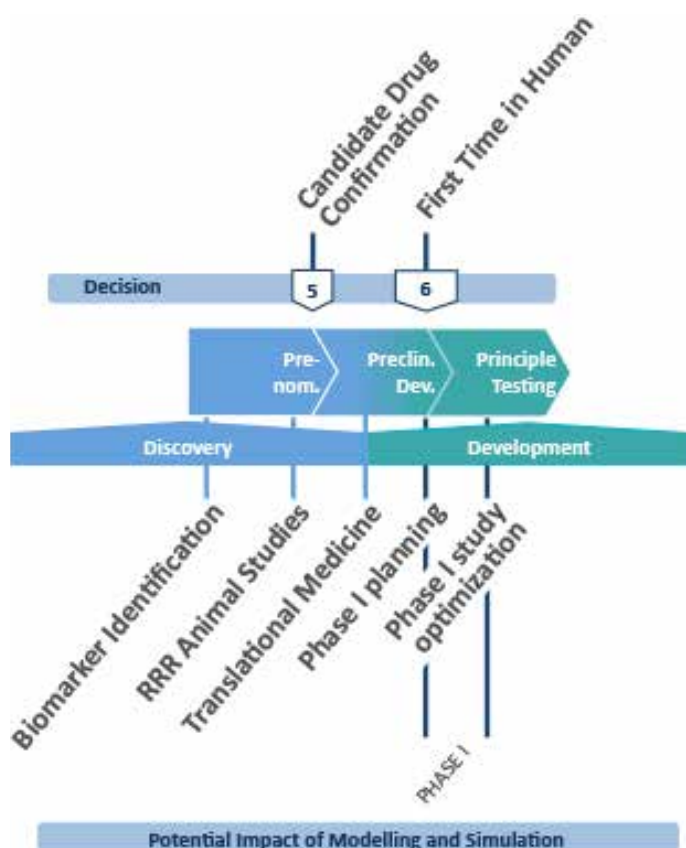 Candidate Drug
Confirmation
First Time in Human
Decision
5
6
Pre-
nom.
Preclin.
Dev.
Principle
Testing
Discovery
Development
Biomarker Identification
RRR Animal Studies
Translational Medicine
Phase I planning
Phase I study
optimization
PHASE I
Potential Impact of Modelling and Simulation